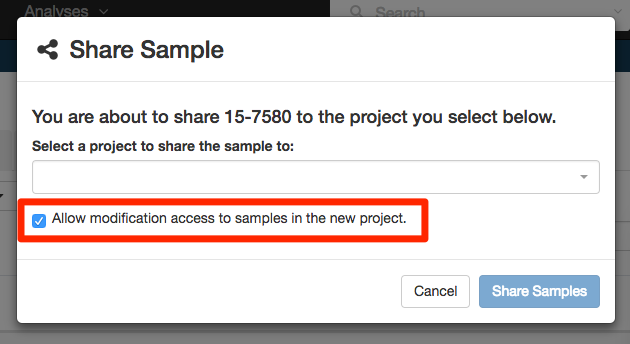 Analyses
Search
Share Sample
You are about to share 15-7580 to the project you select below.
Select a project to share the sample to:
Allow modification access to samples in the new project.
Cancel
Share Samples